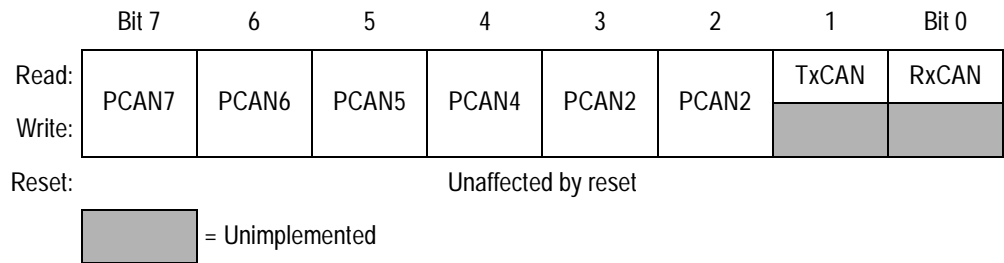 Bit 7 6 5 4 3 2 1 Bit 0
Read: PCAN7 PCAN6 PCAN5 PCAN4 PCAN2 PCAN2 TxCAN RxCAN
Write:
Reset: Unaffected by reset
= Unimplemented